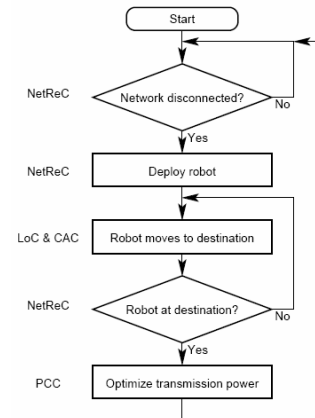 Start
NetReC
Network disconnected?
No
Yes
NetReC
Deploy robot
LoC & CAC
Robot moves to destination
NetReC
Robot at destination?
No
Yes
PCC
Optimize transmission power